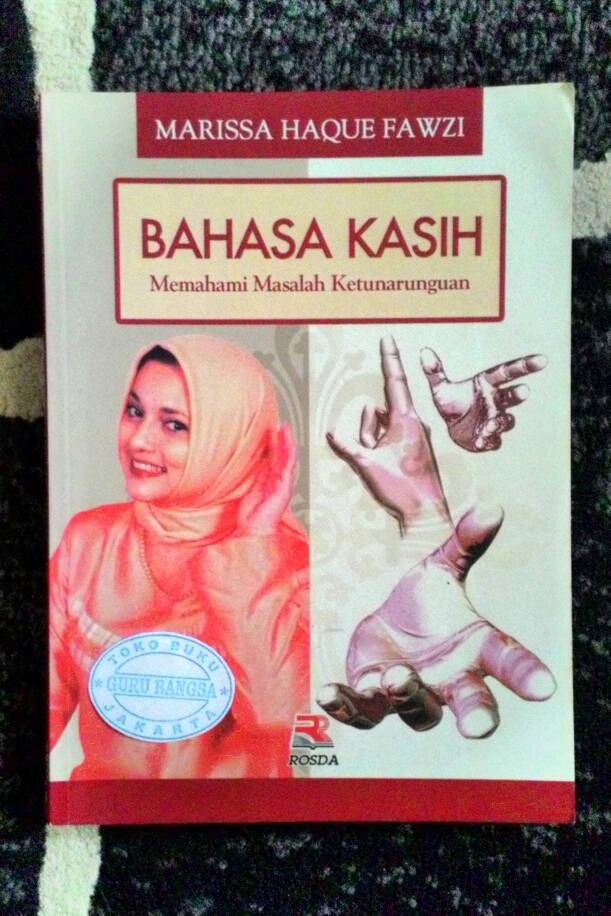 MARISSA HAQUE FAWZI
BAHASA KASIH
Memahami Masalah Ketunarunguan
TOKO BUKU
GURU BANGSA
JAKARTA
ROSDA